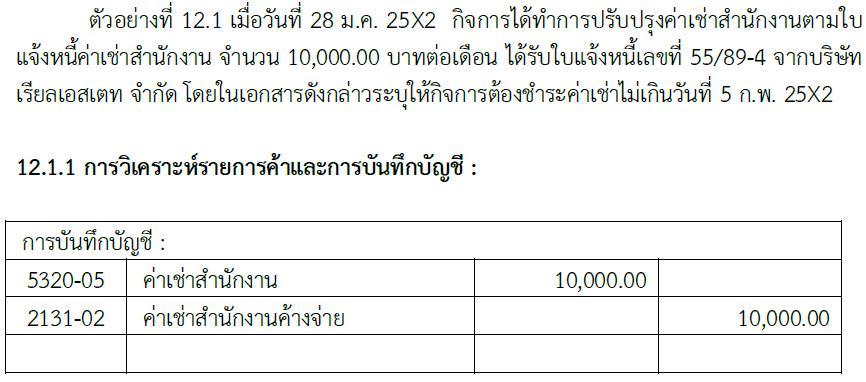 ตัวอย่างที่ 12.1 เมื่อวันที่ 28 ม.ค. 25X2 กิจการได้ทำการปรับปรุงค่าเช่าสำนักงานตามใบ
แจ้งหนี้ค่าเช่าสำนักงาน จำนวน 10,000.00 บาทต่อเดือน ได้รับใบแจ้งหนี้เลขที่ 55/89-4 จากบริษัท
เรียลเอสเตท จำกัด โดยในเอกสารดังกล่าวระบุให้กิจการต้องชำระค่าเช่าไม่เกินวันที่ 5 ก.พ. 25X2
12.1.1 การวิเคราะห์รายการค้าและการบันทึกบัญชี :
การบันทึกบัญชี :
5320-05 ค่าเช่าสำนักงาน 10,000.00
2131-02 ค่าเช่าสำนักงานค้างจ่าย 10,000.00